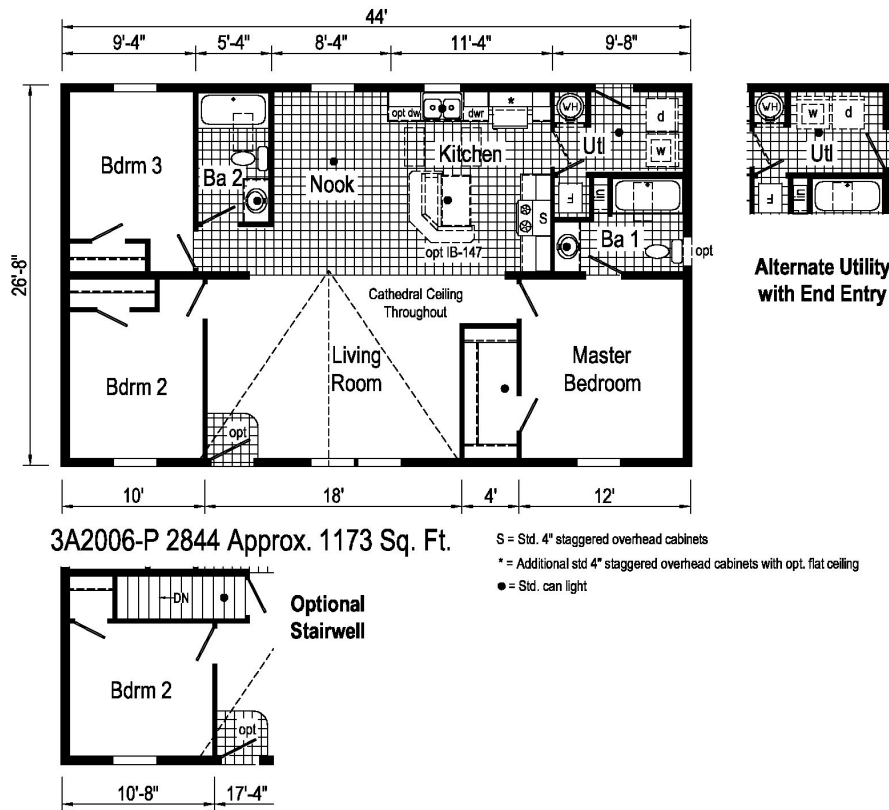 44'
9'-4" 5'-4" 8'-4" 11'-4" 9'-8"
26'-8"
opt dw
dwr
*
WH
d
w
Utl
Kitchen
Nook
Bdrm 3
Ba 2
F
Lin
S
Ba 1
opt
opt IB-147
Cathedral Ceiling
Throughout
Living
Room
Master
Bedroom
Bdrm 2
opt
10' 18' 4' 12'
WH
w
d
Utl
F
Lin
Alternate Utility
with End Entry
3A2006-P 2844 Approx. 1173 Sq. Ft.
S = Std. 4" staggered overhead cabinets
* = Additional std 4" staggered overhead cabinets with opt. flat ceiling
● = Std. can light
DN
Optional
Stairwell
Bdrm 2
opt
10'-8" 17'-4"